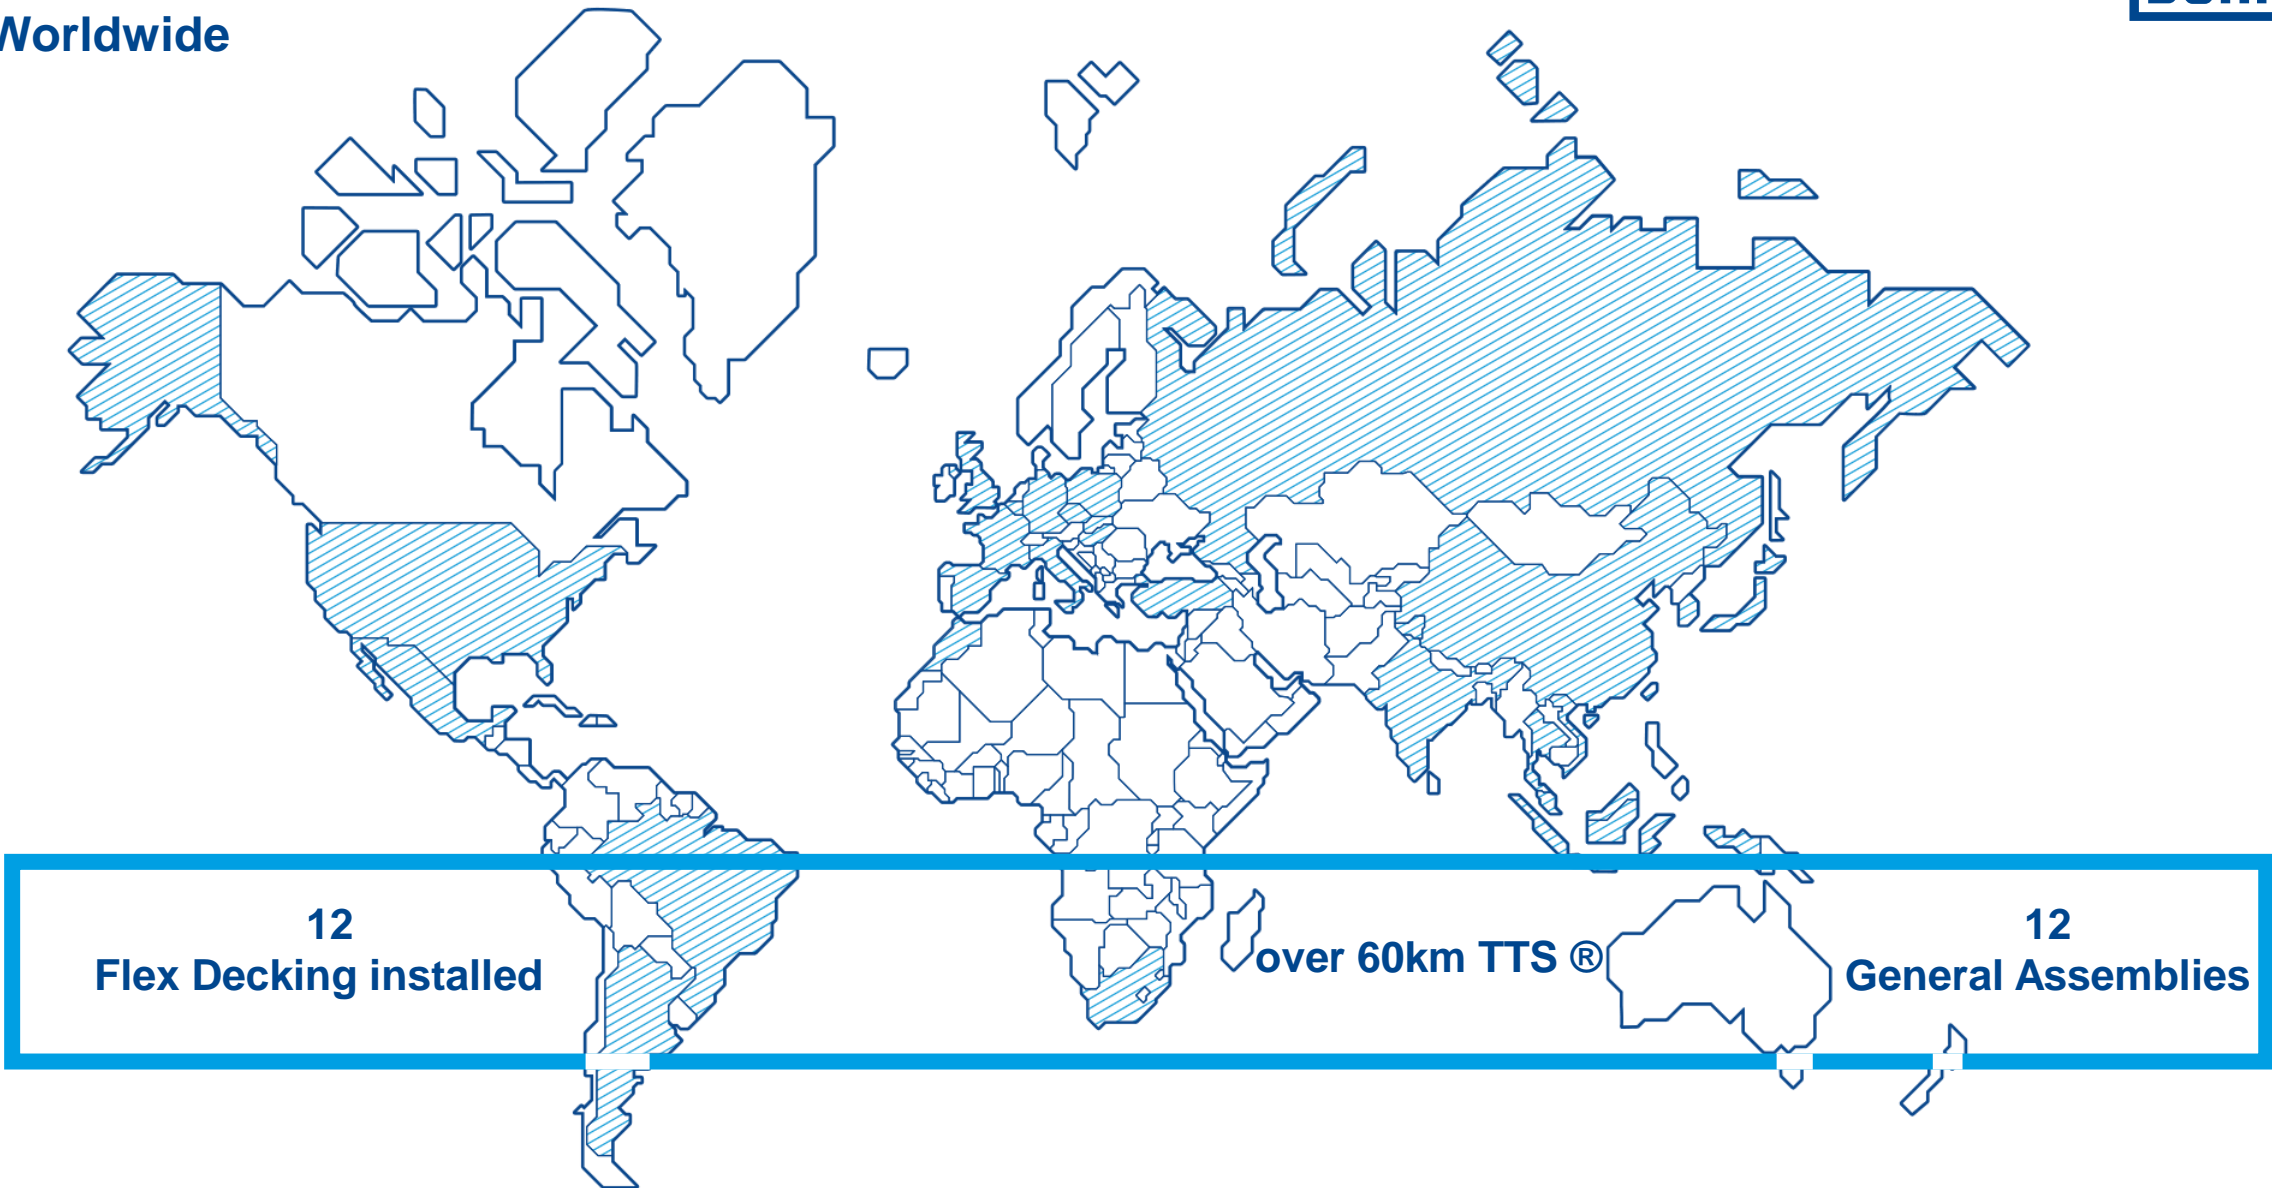 Worldwide
12
Flex Decking installed
over 60km TTS ®
12
General Assemblies